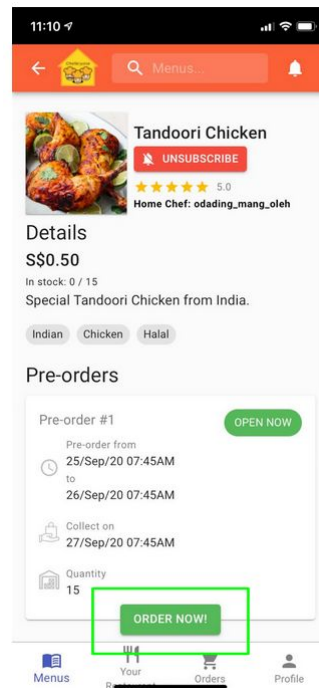 11:10
Menus...
Tandoori Chicken
UNSUBSCRIBE
5.0
Home Chef: odading_mang_oleh
Details
S$0.50
In stock: 0 / 15
Special Tandoori Chicken from India.
Indian Chicken Halal
Pre-orders
Pre-order #1
OPEN NOW
Pre-order from
25/Sep/20 07:45AM
to
26/Sep/20 07:45AM
Collect on
27/Sep/20 07:45AM
Quantity
15
ORDER NOW!
Menus
Your
Orders
Profile